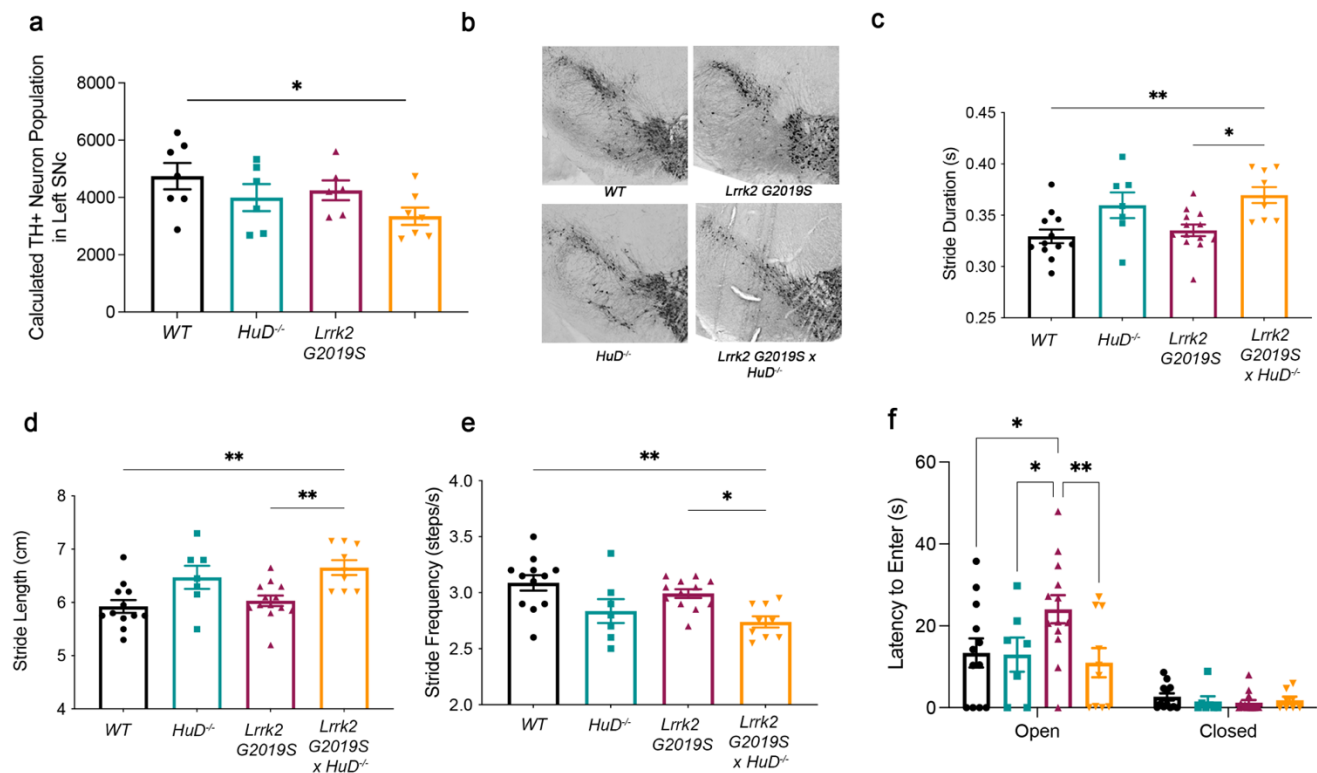 a
Calculated TH+ Neuron Population
in Left SNc
8000
6000
4000
2000
0
*
WT
HuD-/-
Lrrk2
G2019S
b
WT
Lrrk2 G2019S
HuD-/-
Lrrk2 G2019S x
HuD-/-
c
Stride Duration (s)
0.45
0.40
0.35
0.30
0.25
**
*
WT
HuD-/-
Lrrk2
G2019S
Lrrk2
G2019S
x HuD-/-
d
Stride Length (cm)
8
7
6
5
4
**
**
WT
HuD-/-
Lrrk2
G2019S
Lrrk2
G2019S
x HuD-/-
e
Stride Frequency (steps/s)
4.0
3.5
3.0
2.5
2.0
**
*
WT
HuD-/-
Lrrk2
G2019S
Lrrk2
G2019S
x HuD-/-
f
Latency to Enter (s)
60
40
20
0
*
*
**
Open
Closed